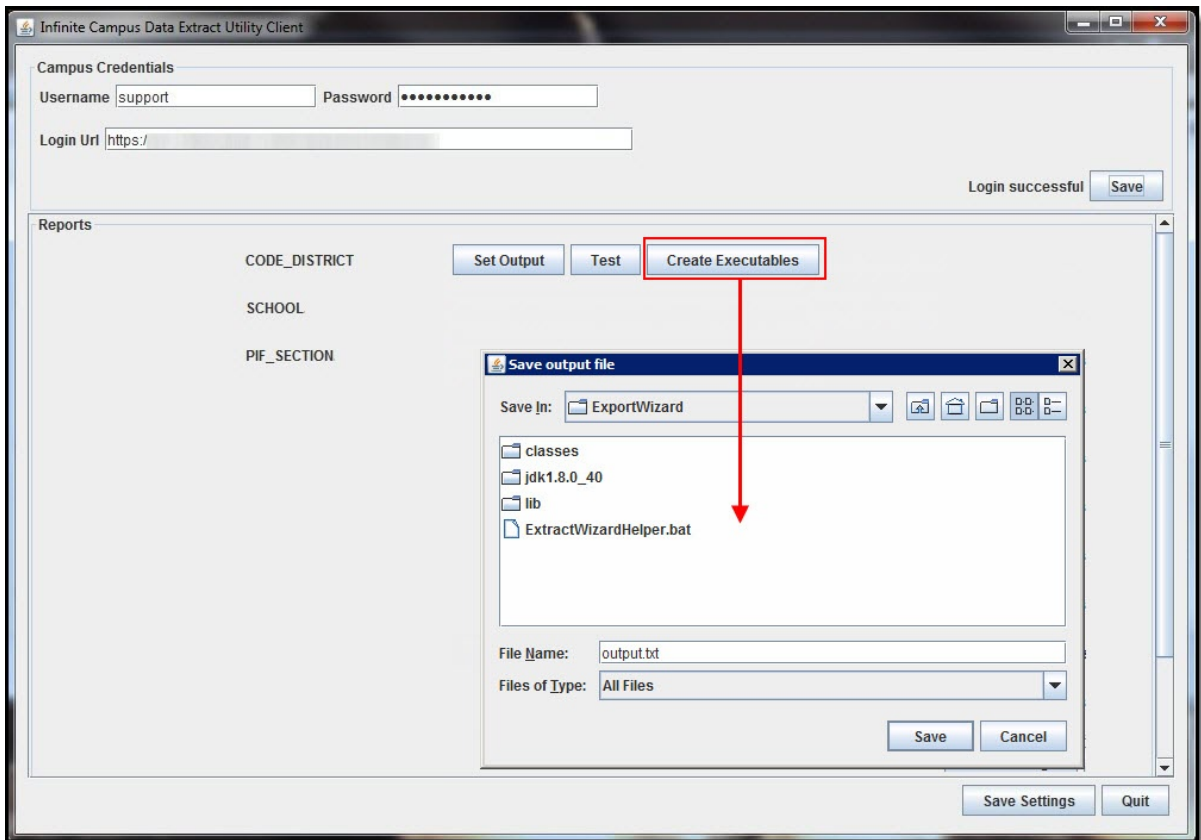 Infinite Campus Data Extract Utility Client
Campus Credentials
Username support Password •••••••••••
Login Url https:/
Login successful Save
Reports
CODE_DISTRICT Set Output Test Create Executables
SCHOOL
PIF_SECTION
Save output file
Save In: ExportWizard
classes
jdk1.8.0_40
lib
ExtractWizardHelper.bat
File Name: output.txt
Files of Type: All Files
Save Cancel
Save Settings Quit